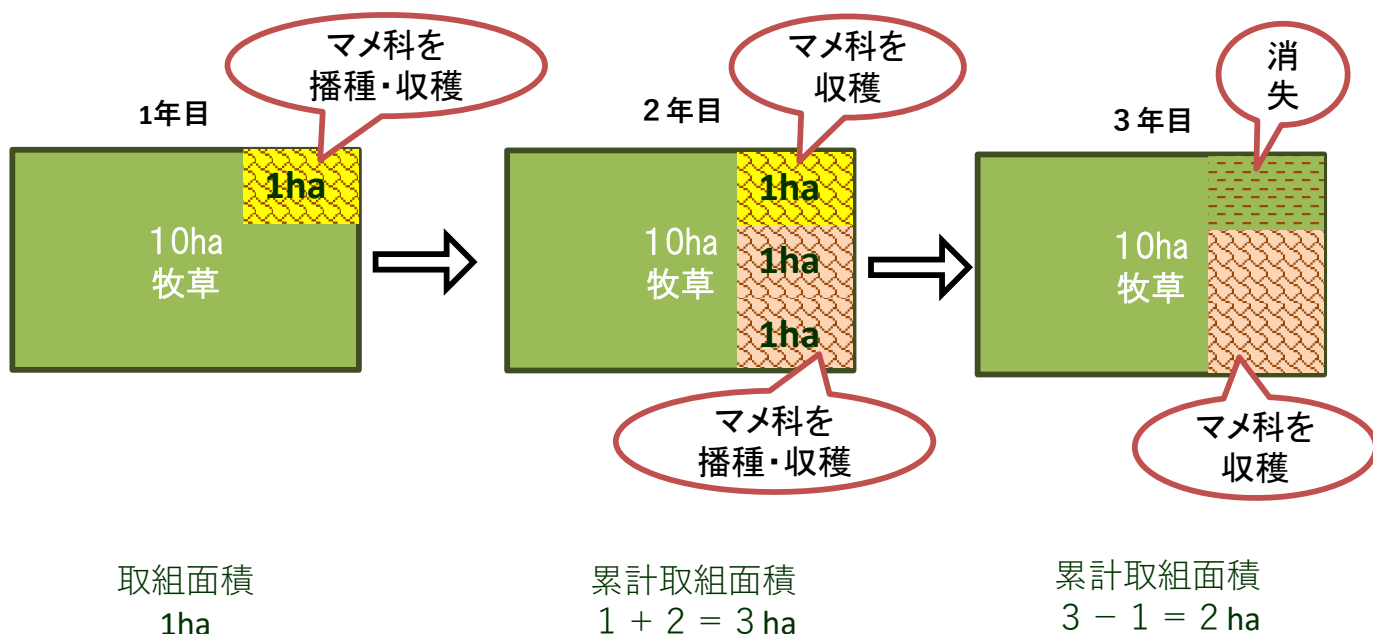 マメ科を
播種・収穫
1年目
1ha
10ha
牧草
マメ科を
収穫
２年目
1ha
10ha
牧草
1ha
1ha
マメ科を
播種・収穫
消
失
３年目
10ha
牧草
マメ科を
収穫
取組面積
1ha
累計取組面積
１＋２＝３ha
累計取組面積
３－１＝２ha